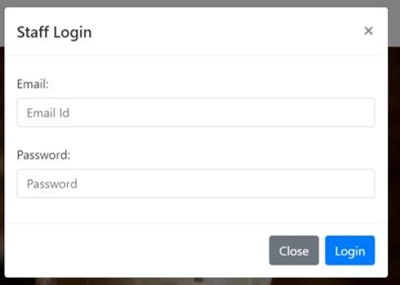 Staff Login ×
Email:
Email Id
Password:
Password
Close Login